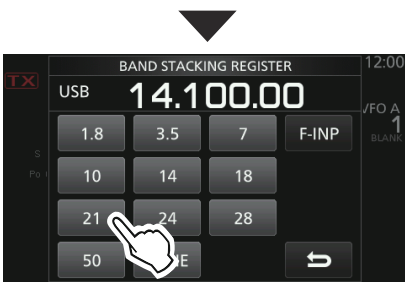 BAND STACKING REGISTER
12:00
TX
USB
14.100.00
VFO A
1
BLANK
1.8 3.5 7 F-INP
S
Po
10 14 18
21 24 28
50